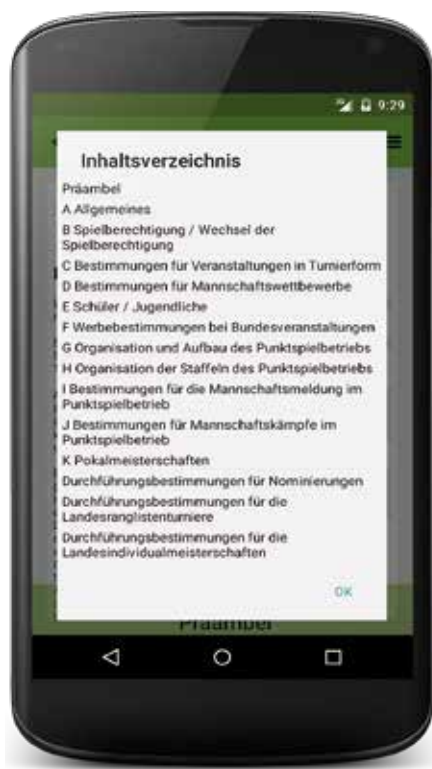 9:29
Inhaltsverzeichnis
Präambel
A Allgemeines
B Spielberechtigung / Wechsel der
Spielberechtigung
C Bestimmungen für Veranstaltungen in Turnierform
D Bestimmungen für Mannschaftswettbewerbe
E Schüler / Jugendliche
F Werbebestimmungen bei Bundesveranstaltungen
G Organisation und Aufbau des Punktspielbetriebs
H Organisation der Staffeln des Punktspielbetriebs
I Bestimmungen für die Mannschaftsmeldung im
Punktspielbetrieb
J Bestimmungen für Mannschaftskämpfe im
Punktspielbetrieb
K Pokalmeisterschaften
Durchführungsbestimmungen für Nominierungen
Durchführungsbestimmungen für die
Landesranglistenturniere
Durchführungsbestimmungen für die
Landesindividualmeisterschaften
OK
Präambel